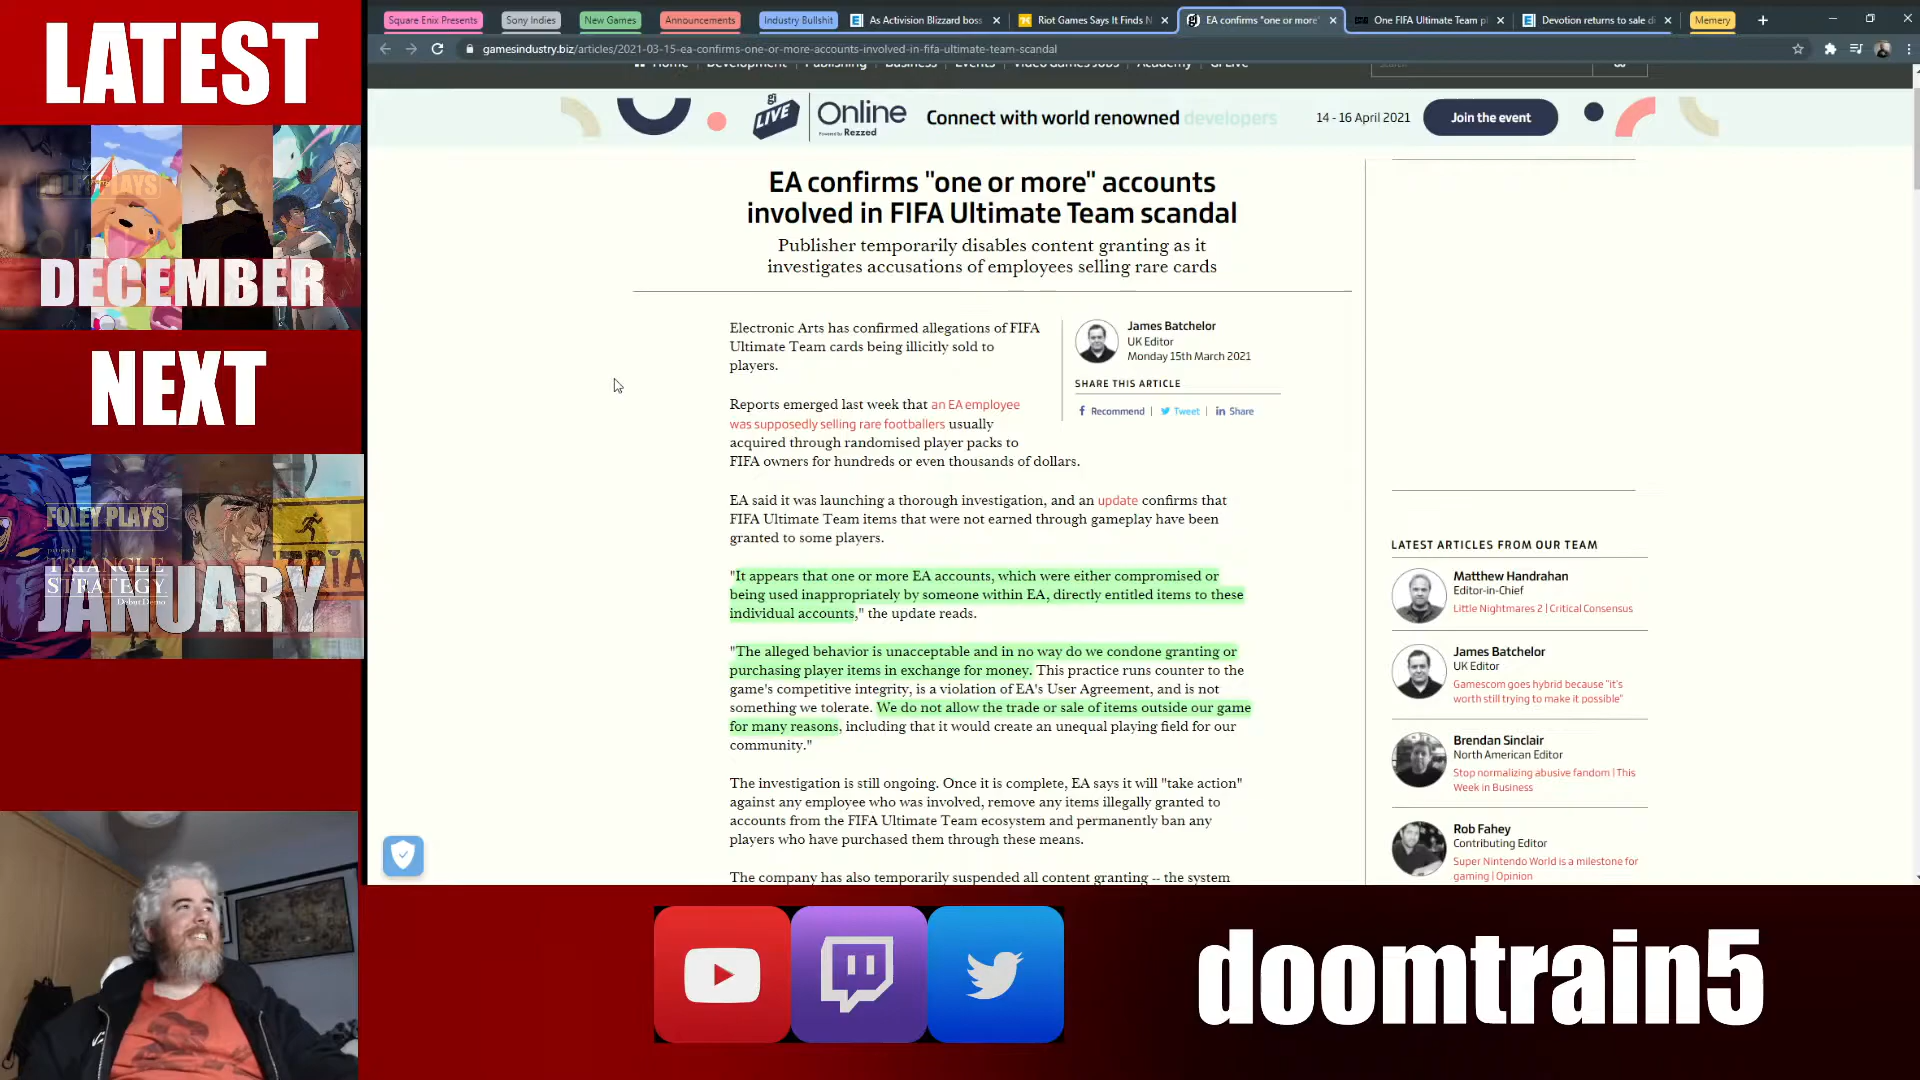 LATEST
FOLEY PLAYS
DECEMBER
NEXT
FOLEY PLAYS
project
TRIANGLE
STRATEGY
Debut Demo
JANUARY
Square Enix Presents
Sony Indies
New Games
Announcements
Industry Bullshit
As Activision Blizzard boss
Riot Games Says It Finds N
EA confirms "one or more"
One FIFA Ultimate Team pl
Devotion returns to sale di
Memery
gamesindustry.biz/articles/2021-03-15-ea-confirms-one-or-more-accounts-involved-in-fifa-ultimate-team-scandal
Home Development Publishing Business Events Video Games Jobs Academy GI Live
gi LIVE Online
Powered by Rezzed
Connect with world renowned developers
14 - 16 April 2021
Join the event
EA confirms "one or more" accounts
involved in FIFA Ultimate Team scandal
Publisher temporarily disables content granting as it
investigates accusations of employees selling rare cards
Electronic Arts has confirmed allegations of FIFA
Ultimate Team cards being illicitly sold to
players.
James Batchelor
UK Editor
Monday 15th March 2021
SHARE THIS ARTICLE
Recommend | Tweet | in Share
Reports emerged last week that an EA employee
was supposedly selling rare footballers usually
acquired through randomised player packs to
FIFA owners for hundreds or even thousands of dollars.
EA said it was launching a thorough investigation, and an update confirms that
FIFA Ultimate Team items that were not earned through gameplay have been
granted to some players.
"It appears that one or more EA accounts, which were either compromised or
being used inappropriately by someone within EA, directly entitled items to these
individual accounts," the update reads.
"The alleged behavior is unacceptable and in no way do we condone granting or
purchasing player items in exchange for money. This practice runs counter to the
game's competitive integrity, is a violation of EA's User Agreement, and is not
something we tolerate. We do not allow the trade or sale of items outside our game
for many reasons, including that it would create an unequal playing field for our
community."
The investigation is still ongoing. Once it is complete, EA says it will "take action"
against any employee who was involved, remove any items illegally granted to
accounts from the FIFA Ultimate Team ecosystem and permanently ban any
players who have purchased them through these means.
The company has also temporarily suspended all content granting -- the system
LATEST ARTICLES FROM OUR TEAM
Matthew Handrahan
Editor-in-Chief
Little Nightmares 2 | Critical Consensus
James Batchelor
UK Editor
Gamescom goes hybrid because "it's
worth still trying to make it possible"
Brendan Sinclair
North American Editor
Stop normalizing abusive fandom | This
Week in Business
Rob Fahey
Contributing Editor
Super Nintendo World is a milestone for
gaming | Opinion
doomtrain5